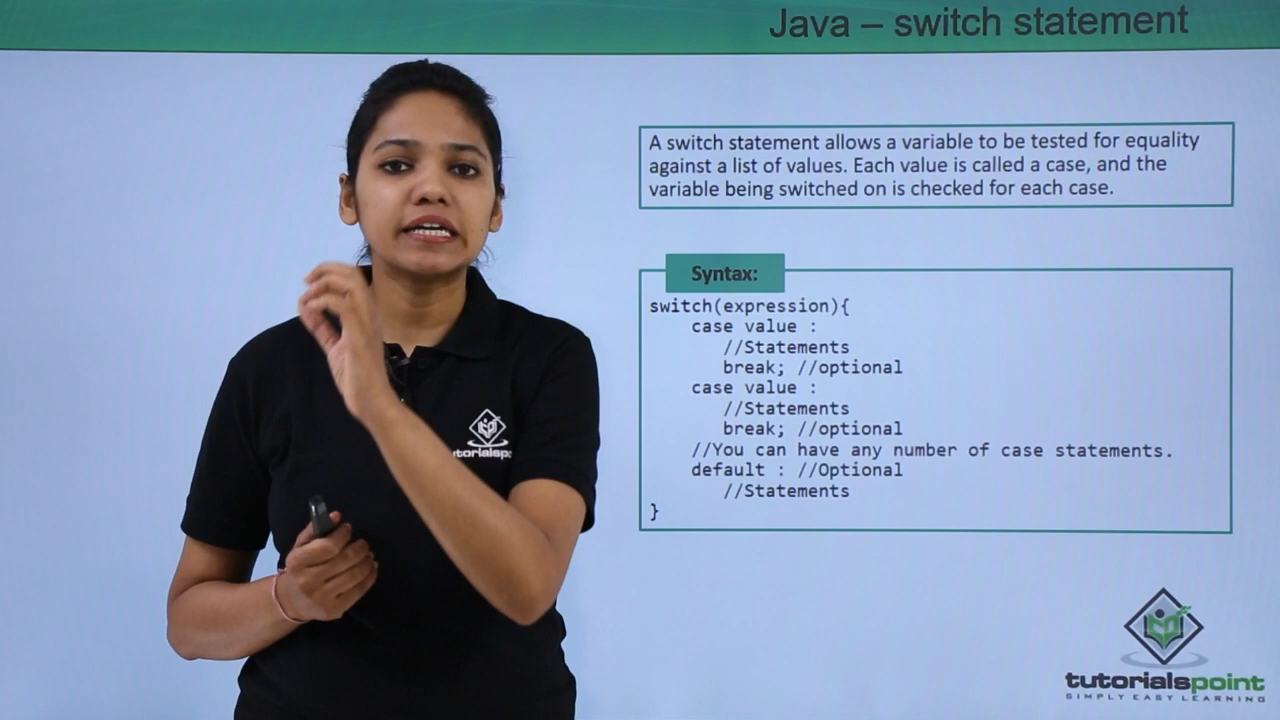 Java – switch statement
A switch statement allows a variable to be tested for equality
against a list of values. Each value is called a case, and the
variable being switched on is checked for each case.
Syntax:
switch(expression){
case value :
//Statements
break; //optional
case value :
//Statements
break; //optional
//You can have any number of case statements.
default : //Optional
//Statements
}
utorialspo
tutorialspoint
SIMPLY EASY LEARNING